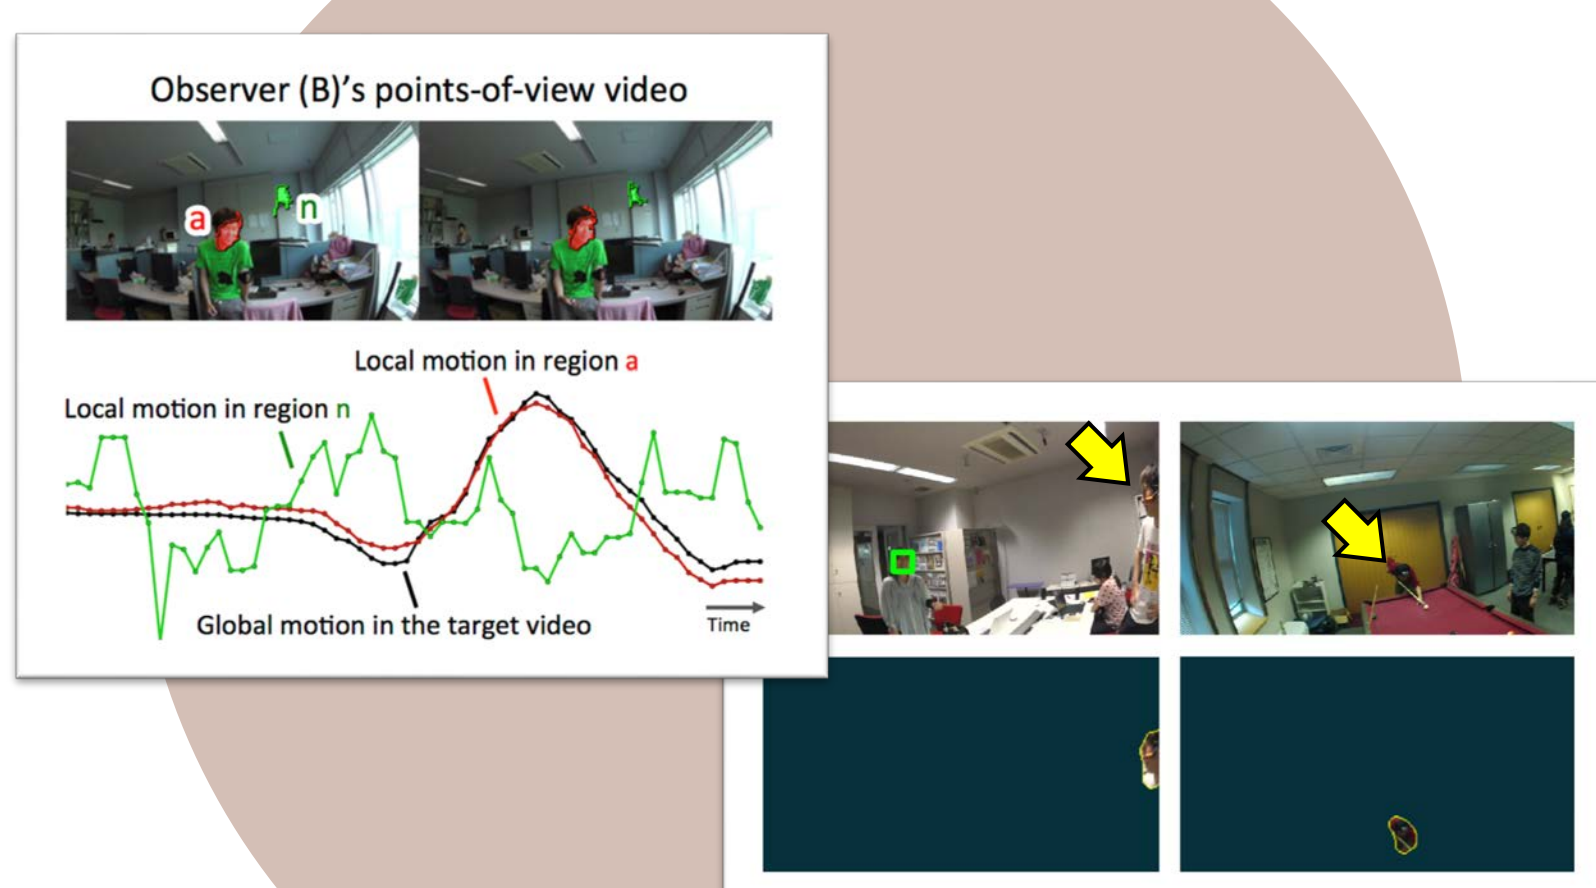 Observer (B)'s points-of-view video
a
n
Local motion in region a
Local motion in region n
Global motion in the target video
Time